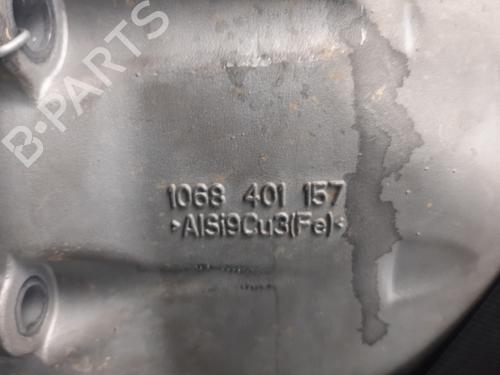 B-PARTS
1068 401 157
>AlSi9Cu3(Fe)<